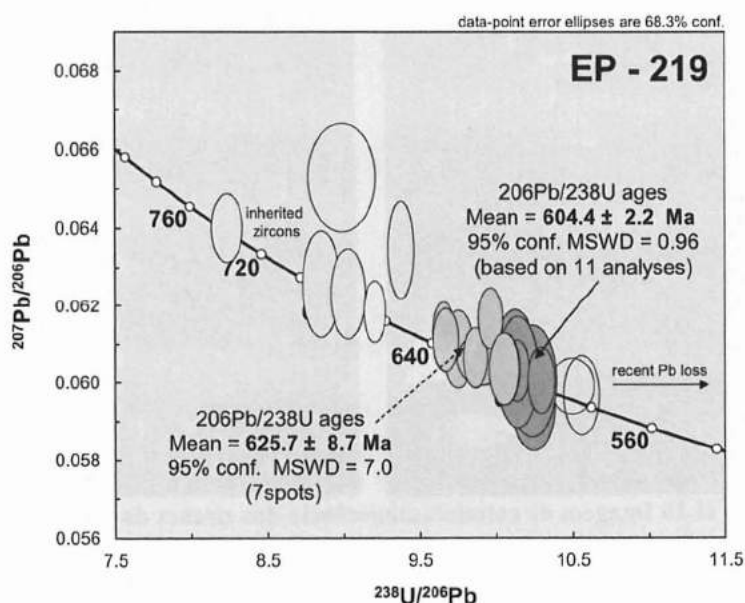 data-point error ellipses are 68.3% conf.
EP - 219
0.068
0.066
0.064
0.062
0.060
0.058
0.056
207Pb/206Pb
760
inherited
zircons
720
206Pb/238U ages
Mean = 604.4 ± 2.2 Ma
95% conf. MSWD = 0.96
(based on 11 analyses)
640
recent Pb loss
206Pb/238U ages
Mean = 625.7 ± 8.7 Ma
95% conf. MSWD = 7.0
(7spots)
560
7.5 8.5 9.5 10.5 11.5
238U/206Pb